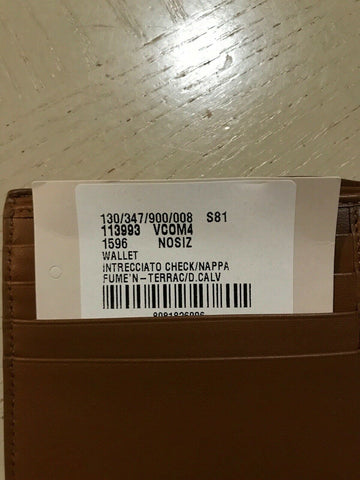 130/347/900/008 S81
113993 VCOM4
1596 NOSIZ
WALLET
INTRECCIATO CHECK/NAPPA
FUME'N-TERRAC/D.CALV